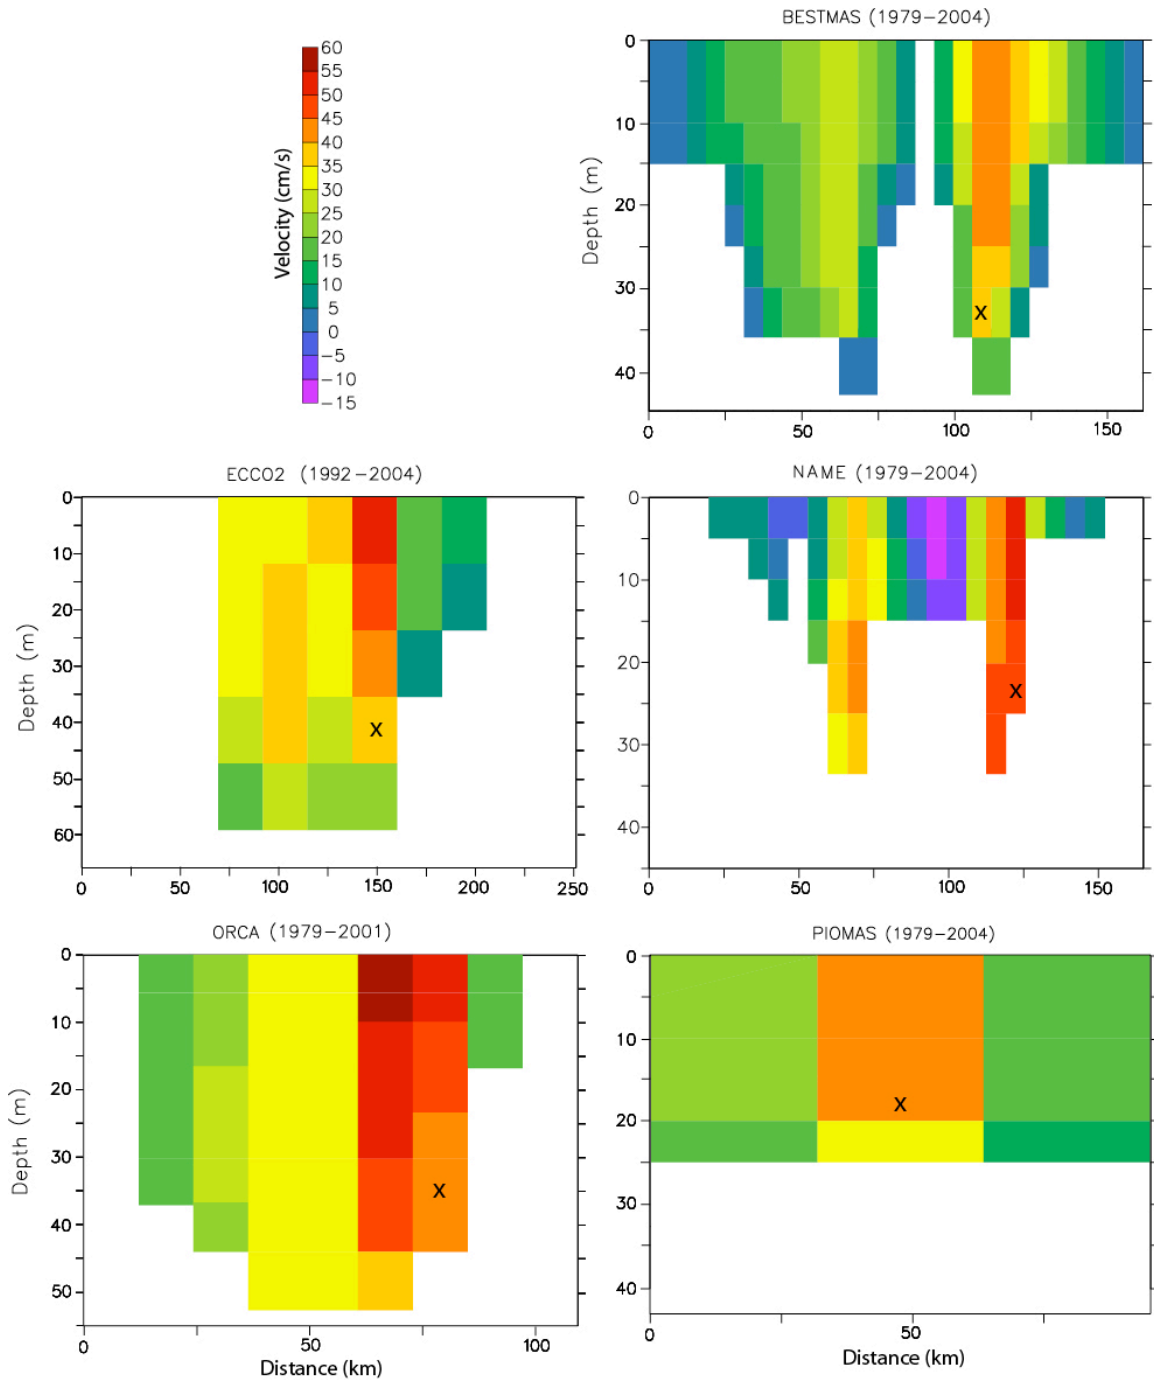 BESTMAS (1979-2004)
60
55
50
45
40
35
30
25
20
15
10
5
0
-5
-10
-15
Velocity (cm/s)
0
10
20
30
40
Depth (m)
X
0 50 100 150
ECCO2 (1992-2004)
0
10
20
30
40
50
60
Depth (m)
X
0 50 100 150 200 250
NAME (1979-2004)
0
10
20
30
40
X
0 50 100 150
ORCA (1979-2001)
0
10
20
30
40
50
Depth (m)
X
0 50 100
Distance (km)
PIOMAS (1979-2004)
0
10
20
30
40
X
0 50
Distance (km)